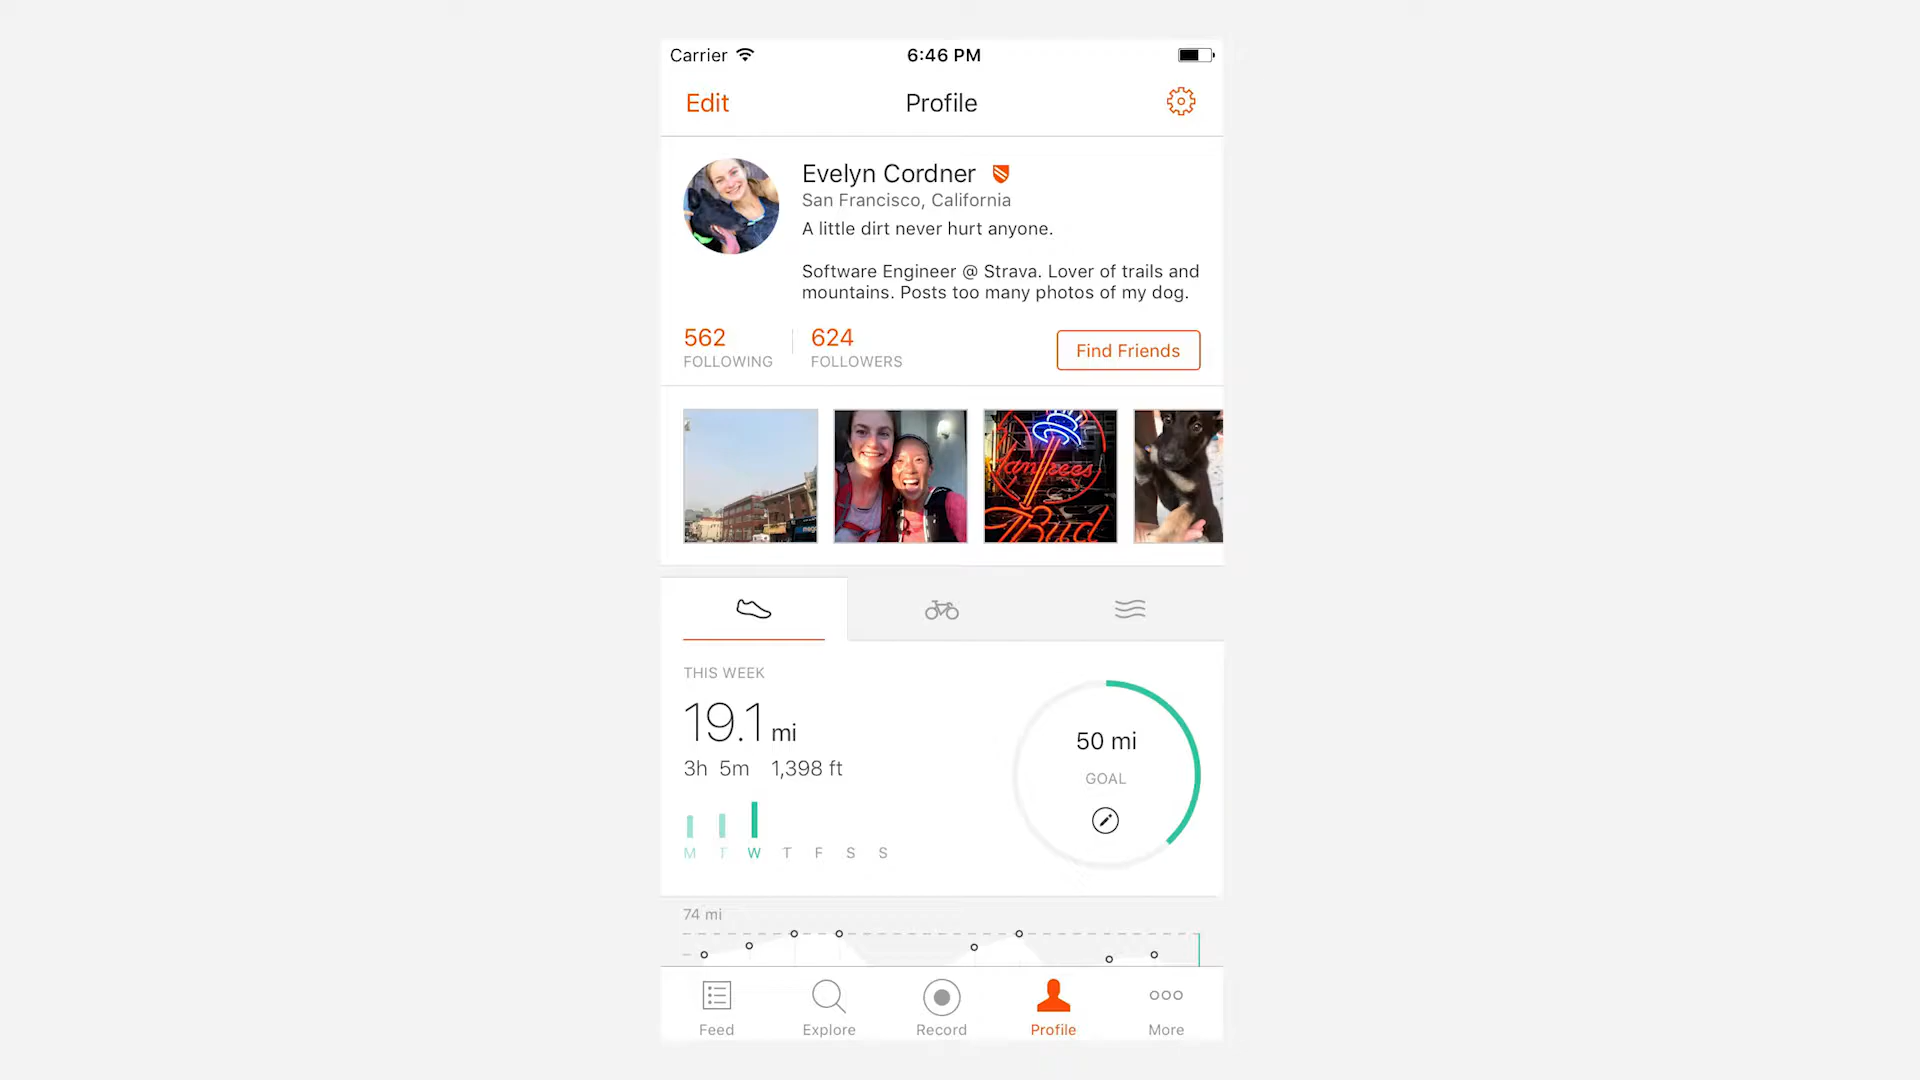 Carrier 6:46 PM
Edit Profile
Evelyn Cordner
San Francisco, California
A little dirt never hurt anyone.
Software Engineer @ Strava. Lover of trails and
mountains. Posts too many photos of my dog.
562 624
FOLLOWING FOLLOWERS
Find Friends
Yankees
Bud
THIS WEEK
19.1 mi
3h 5m 1,398 ft
50 mi
GOAL
M T W T F S S
74 mi
Feed Explore Record Profile More